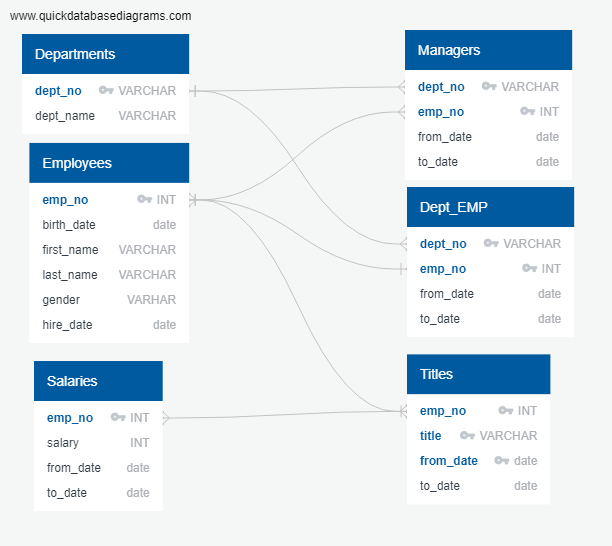 www.quickdatabasediagrams.com
Departments
dept_no VARCHAR
dept_name VARCHAR
Employees
emp_no INT
birth_date date
first_name VARCHAR
last_name VARCHAR
gender VARHAR
hire_date date
Salaries
emp_no INT
salary INT
from_date date
to_date date
Managers
dept_no VARCHAR
emp_no INT
from_date date
to_date date
Dept_EMP
dept_no VARCHAR
emp_no INT
from_date date
to_date date
Titles
emp_no INT
title VARCHAR
from_date date
to_date date